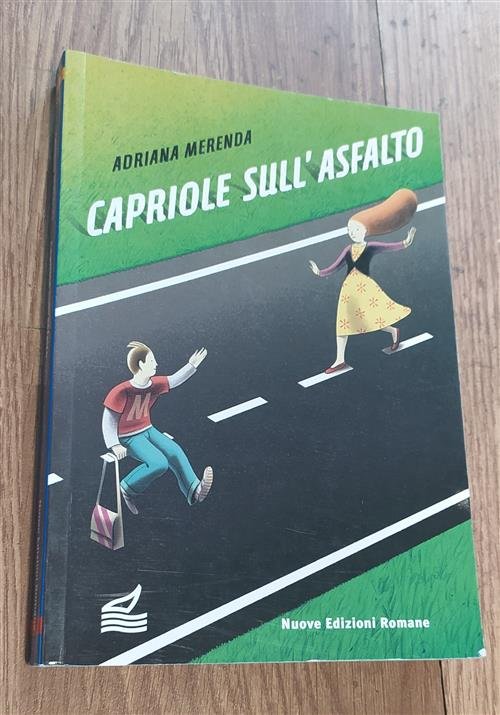 ADRIANA MERENDA
CAPRIOLE SULL'ASFALTO
M
Nuove Edizioni Romane